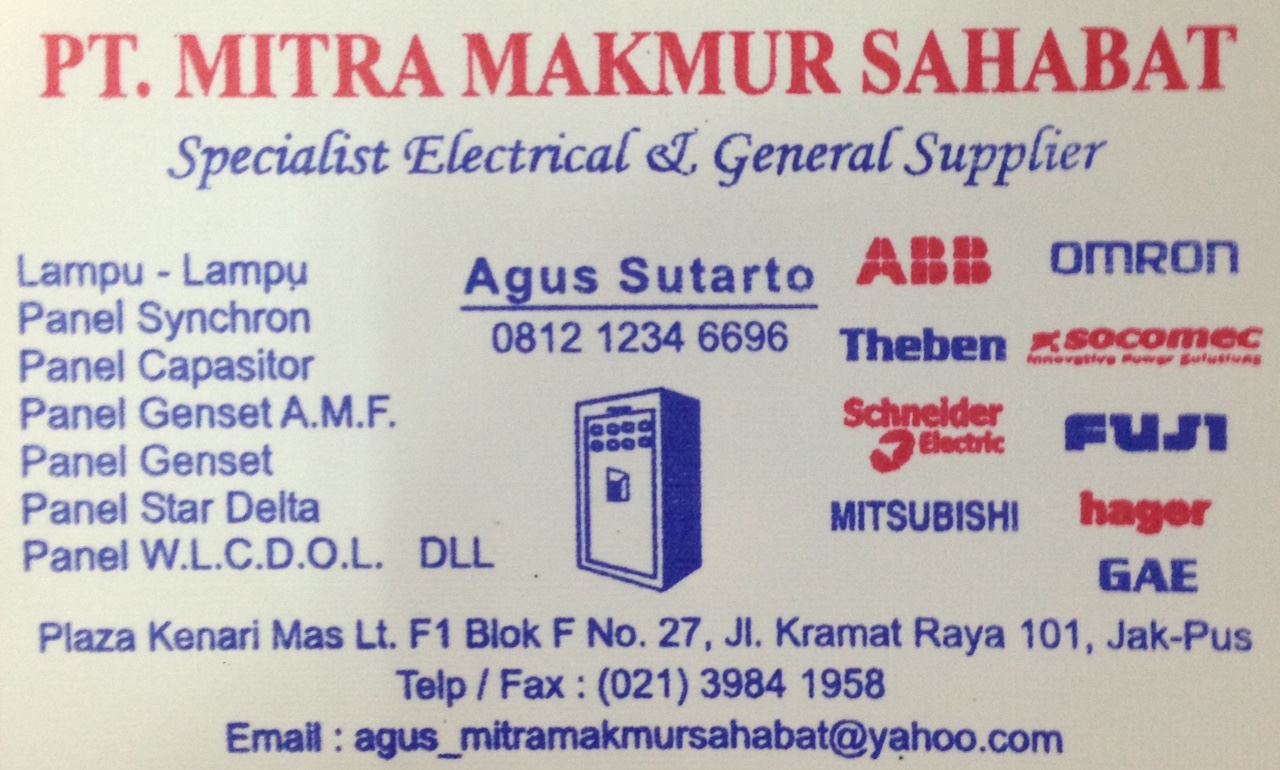 PT. MITRA MAKMUR SAHABAT
Specialist Electrical & General Supplier
Lampu - Lampu
Panel Synchron
Panel Capasitor
Panel Genset A.M.F.
Panel Genset
Panel Star Delta
Panel W.L.C.D.O.L. DLL
Agus Sutarto
0812 1234 6696
ABB OMRON
Theben socomec
Innovative Power Solutions
Schneider
Electric
FUJI
MITSUBISHI hager
GAE
Plaza Kenari Mas Lt. F1 Blok F No. 27, Jl. Kramat Raya 101, Jak-Pus
Telp / Fax : (021) 3984 1958
Email : agus_mitramakmursahabat@yahoo.com